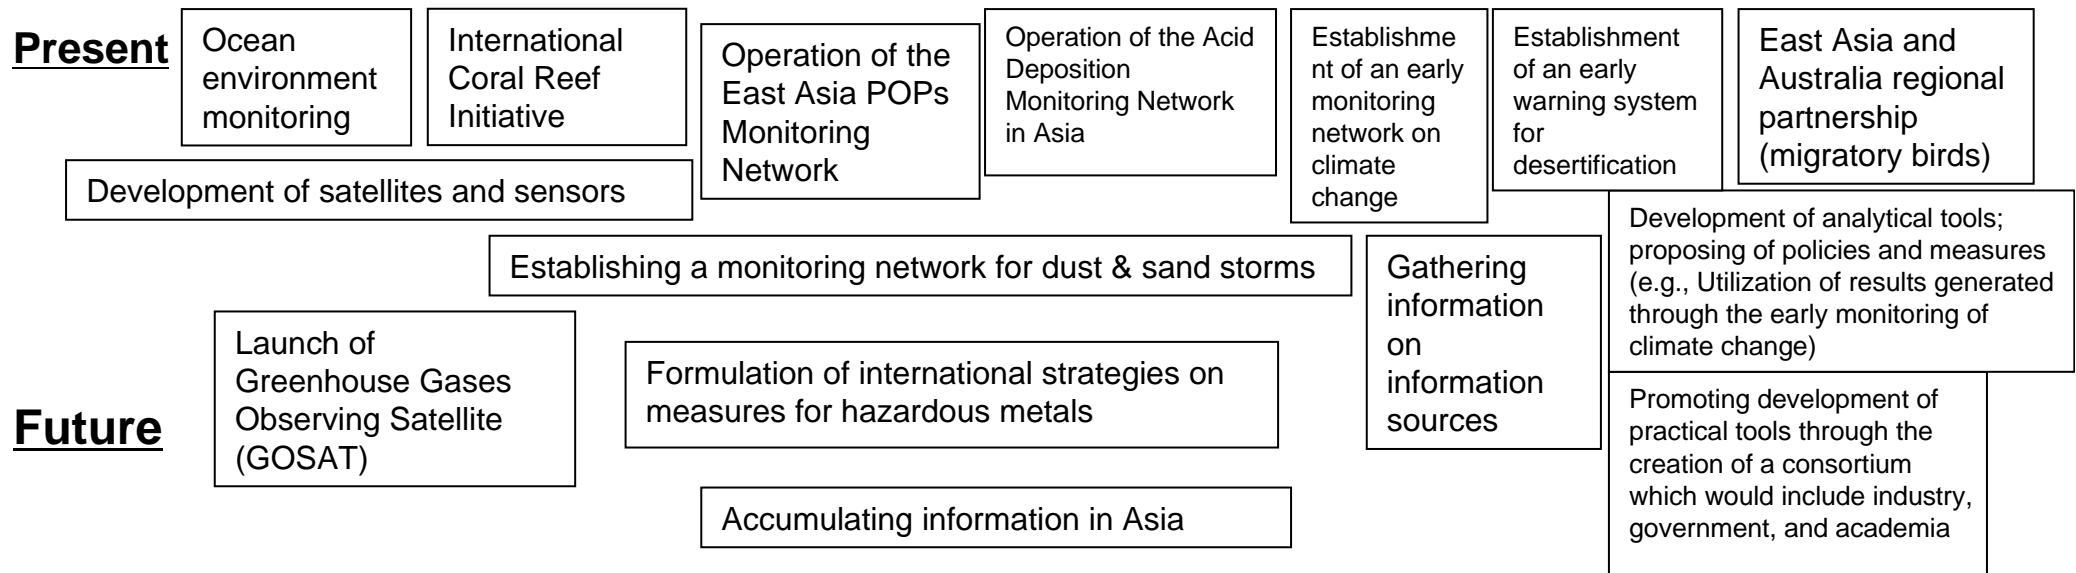 Present
Ocean
environment
monitoring
International
Coral Reef
Initiative
Operation of the
East Asia POPs
Monitoring
Network
Operation of the Acid
Deposition
Monitoring Network
in Asia
Establishme
nt of an early
monitoring
network on
climate
change
Establishment
of an early
warning system
for
desertification
East Asia and
Australia regional
partnership
(migratory birds)
Development of satellites and sensors
Establishing a monitoring network for dust & sand storms
Gathering
information
on
information
sources
Development of analytical tools;
proposing of policies and measures
(e.g., Utilization of results generated
through the early monitoring of
climate change)
Future
Launch of
Greenhouse Gases
Observing Satellite
(GOSAT)
Formulation of international strategies on
measures for hazardous metals
Promoting development of
practical tools through the
creation of a consortium
which would include industry,
government, and academia
Accumulating information in Asia